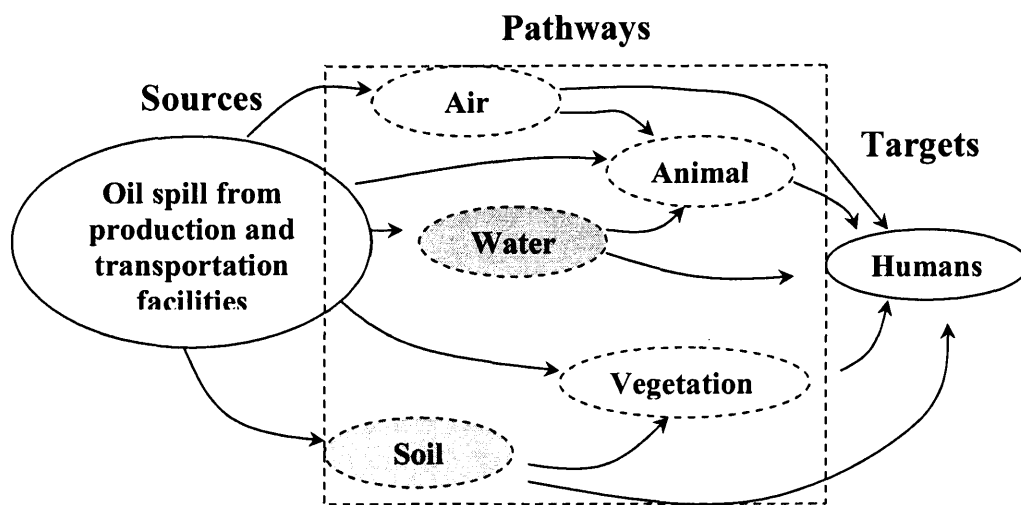 Pathways
Sources
Air
Targets
Oil spill from
production and
transportation
facilities
Animal
Water
Humans
Vegetation
Soil